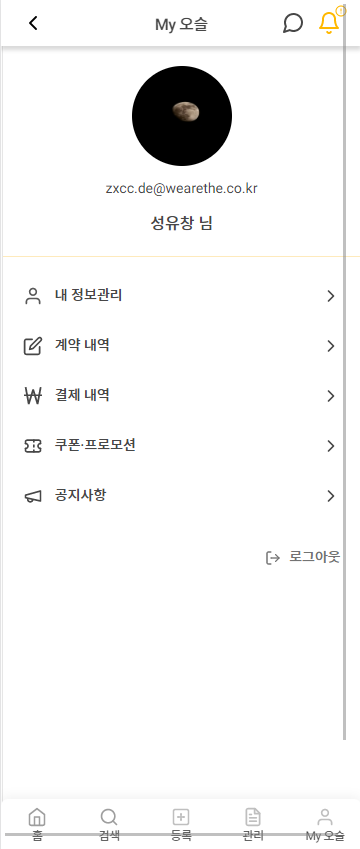 My 오슬
zxcc.de@wearethe.co.kr
성유창 님
내 정보관리
계약 내역
결제 내역
쿠폰·프로모션
공지사항
로그아웃
홈 검색 등록 관리 My 오슬